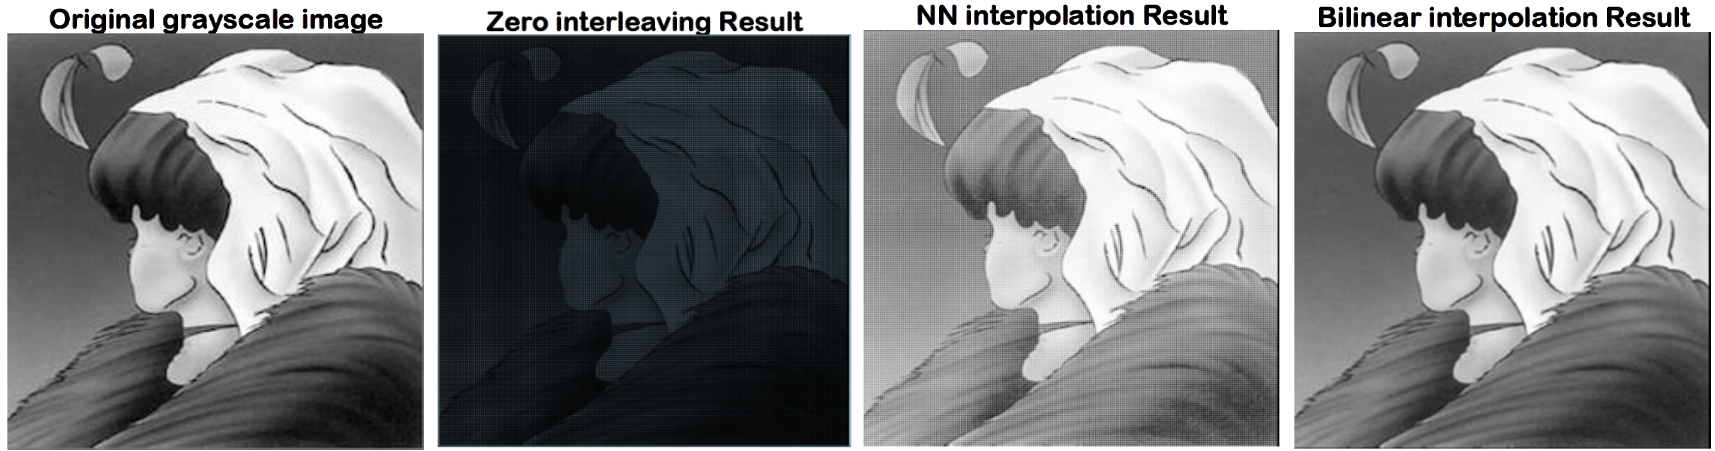 Original grayscale image
Zero interleaving Result
NN interpolation Result
Bilinear interpolation Result